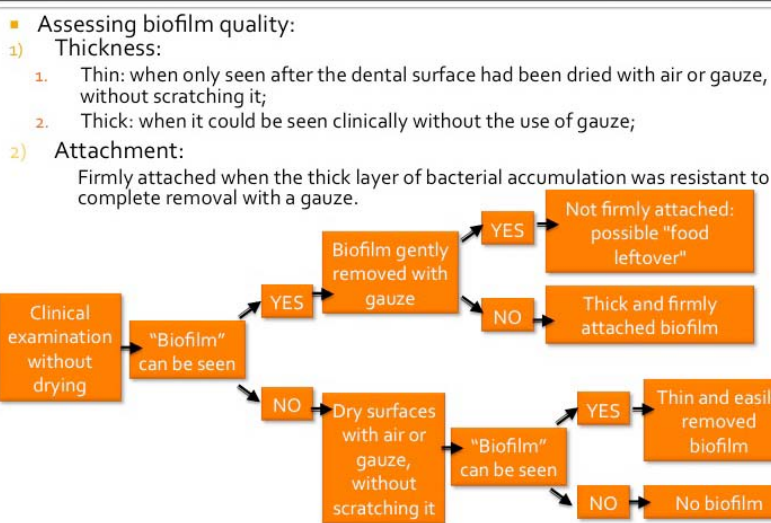 Assessing biofilm quality:
1) Thickness:
1. Thin: when only seen after the dental surface had been dried with air or gauze,
without scratching it;
2. Thick: when it could be seen clinically without the use of gauze;
2) Attachment:
Firmly attached when the thick layer of bacterial accumulation was resistant to
complete removal with a gauze.
Clinical
examination
without
drying
"Biofilm"
can be seen
YES
Biofilm gently
removed with
gauze
YES
Not firmly attached:
possible "food
leftover"
NO
Thick and firmly
attached biofilm
NO
Dry surfaces
with air or
gauze,
without
scratching it
"Biofilm"
can be seen
YES
Thin and easil
removed
biofilm
NO
No biofilm